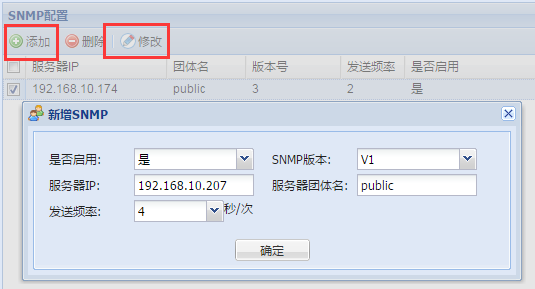 SNMP配置
添加 删除 修改
服务器IP 团体名 版本号 发送频率 是否启用
192.168.10.174 public 3 2 是
新增SNMP
是否启用: 是 SNMP版本: V1
服务器IP: 192.168.10.207 服务器团体名: public
发送频率: 4 秒/次
确定